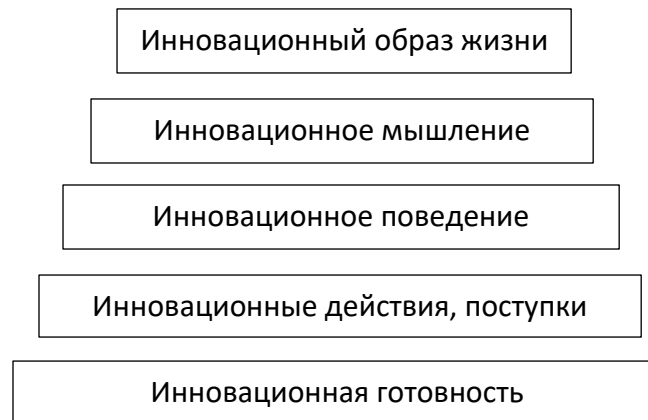 Инновационный образ жизни
Инновационное мышление
Инновационное поведение
Инновационные действия, поступки
Инновационная готовность